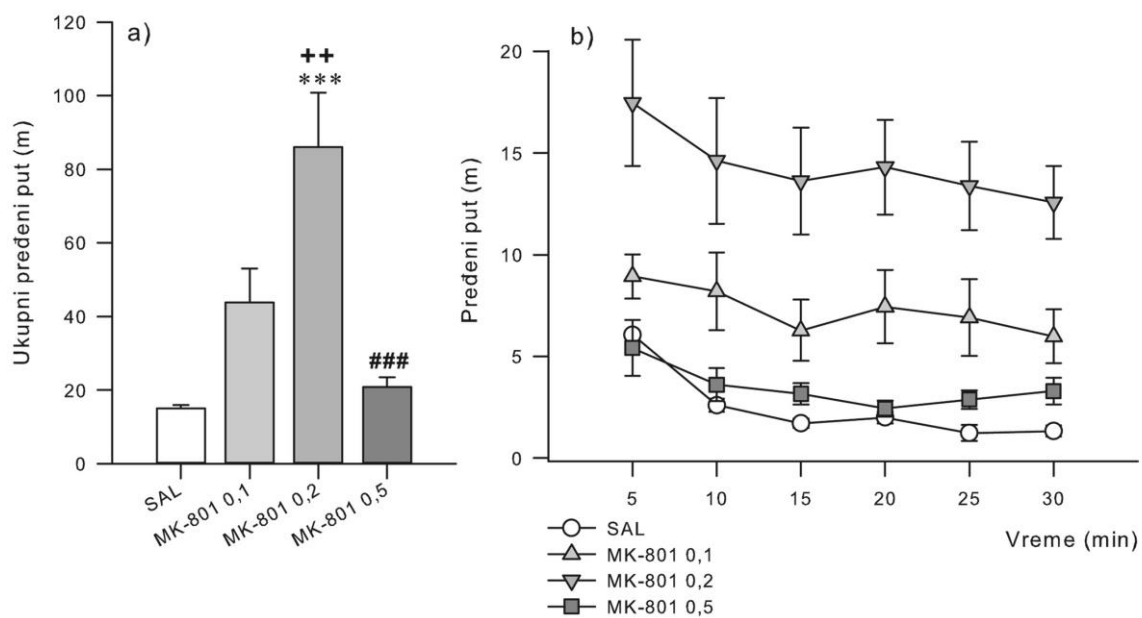 a)
Ukupni pređeni put (m)
120
100
80
60
40
20
0
++
***
###
SAL
MK-801 0,1
MK-801 0,2
MK-801 0,5
b)
Pređeni put (m)
20
15
10
5
0
5 10 15 20 25 30
Vreme (min)
SAL
MK-801 0,1
MK-801 0,2
MK-801 0,5